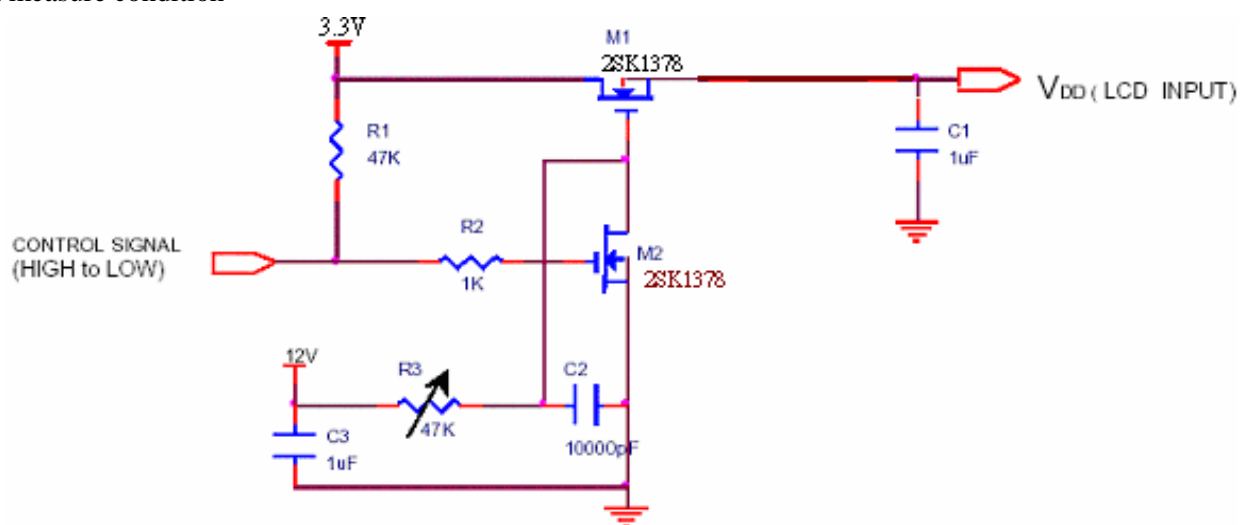 3.3V
M1
2SK1378
VDD ( LCD INPUT)
R1
47K
C1
1uF
R2
1K
CONTROL SIGNAL
(HIGH to LOW)
M2
2SK1378
12V
R3
47K
C2
10000pF
C3
1uF